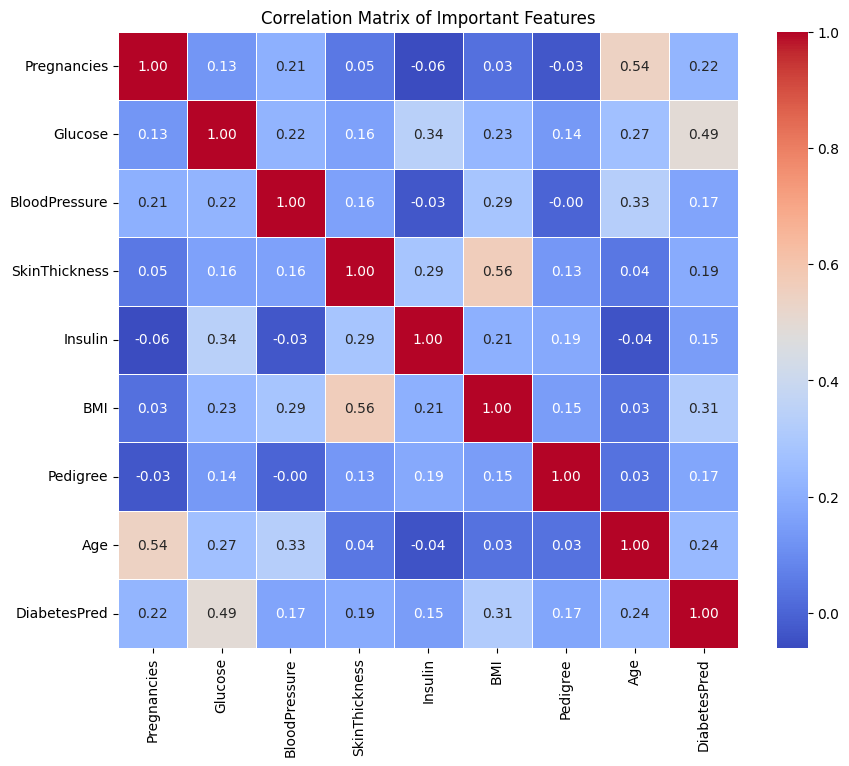 Correlation Matrix of Important Features
Pregnancies 1.00 0.13 0.21 0.05 -0.06 0.03 -0.03 0.54 0.22
Glucose 0.13 1.00 0.22 0.16 0.34 0.23 0.14 0.27 0.49
BloodPressure 0.21 0.22 1.00 0.16 -0.03 0.29 -0.00 0.33 0.17
SkinThickness 0.05 0.16 0.16 1.00 0.29 0.56 0.13 0.04 0.19
Insulin -0.06 0.34 -0.03 0.29 1.00 0.21 0.19 -0.04 0.15
BMI 0.03 0.23 0.29 0.56 0.21 1.00 0.15 0.03 0.31
Pedigree -0.03 0.14 -0.00 0.13 0.19 0.15 1.00 0.03 0.17
Age 0.54 0.27 0.33 0.04 -0.04 0.03 0.03 1.00 0.24
DiabetesPred 0.22 0.49 0.17 0.19 0.15 0.31 0.17 0.24 1.00
Pregnancies
Glucose
BloodPressure
SkinThickness
Insulin
BMI
Pedigree
Age
DiabetesPred
1.0
0.8
0.6
0.4
0.2
0.0